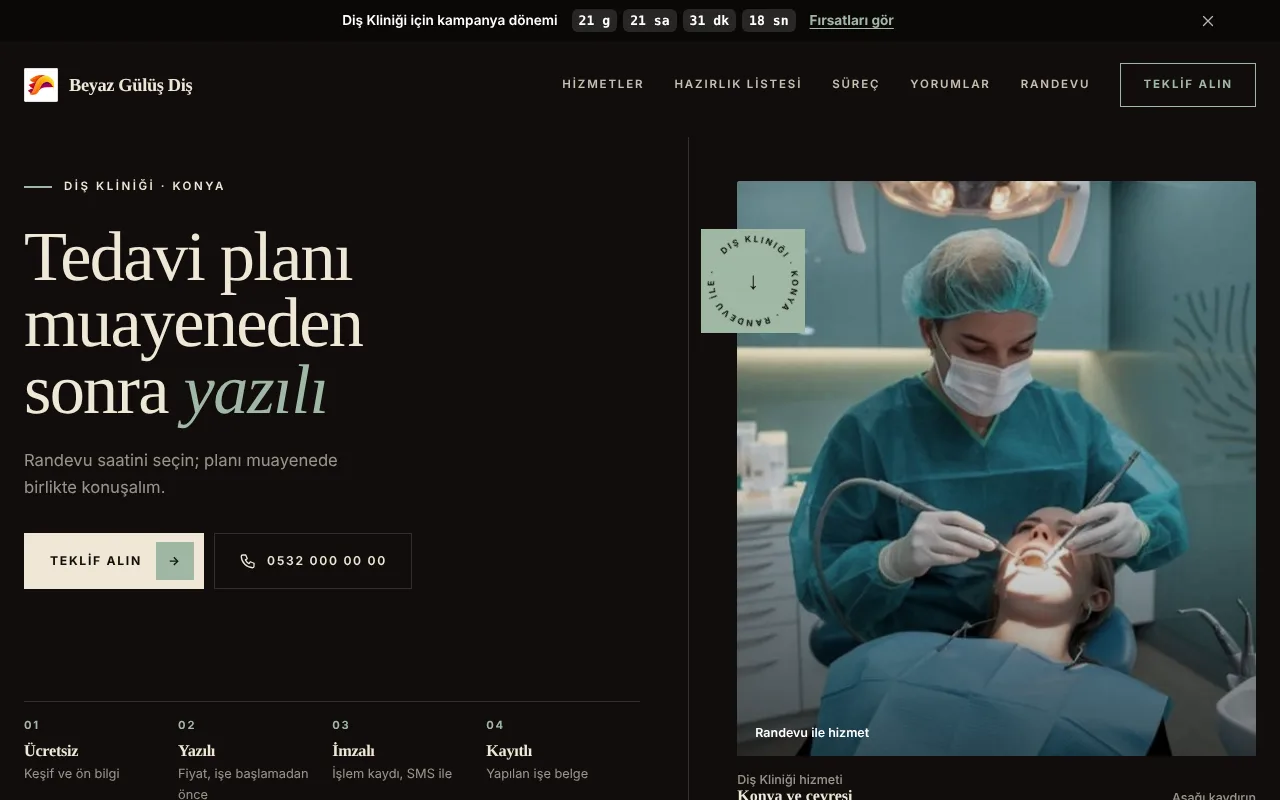 Diş Kliniği için kampanya dönemi 21 g 21 sa 31 dk 18 sn Fırsatları gör
Beyaz Gülüş Diş
HİZMETLER HAZIRLIK LİSTESİ SÜREÇ YORUMLAR RANDEVU TEKLİF ALIN
DİŞ KLİNİĞİ · KONYA
Tedavi planı
muayeneden
sonra yazılı
Randevu saatini seçin; planı muayenede
birlikte konuşalım.
TEKLİF ALIN → 0532 000 00 00
01 02 03 04
Ücretsiz Yazılı İmzalı Kayıtlı
Keşif ve ön bilgi Fiyat, işe başlamadan İşlem kaydı, SMS ile Yapılan işe belge
önce
DİŞ KLİNİĞİ · KONYA · RANDEVU İLE ·
↓
Randevu ile hizmet
Diş Kliniği hizmeti
Konya ve çevresi Aşağı kaydırın